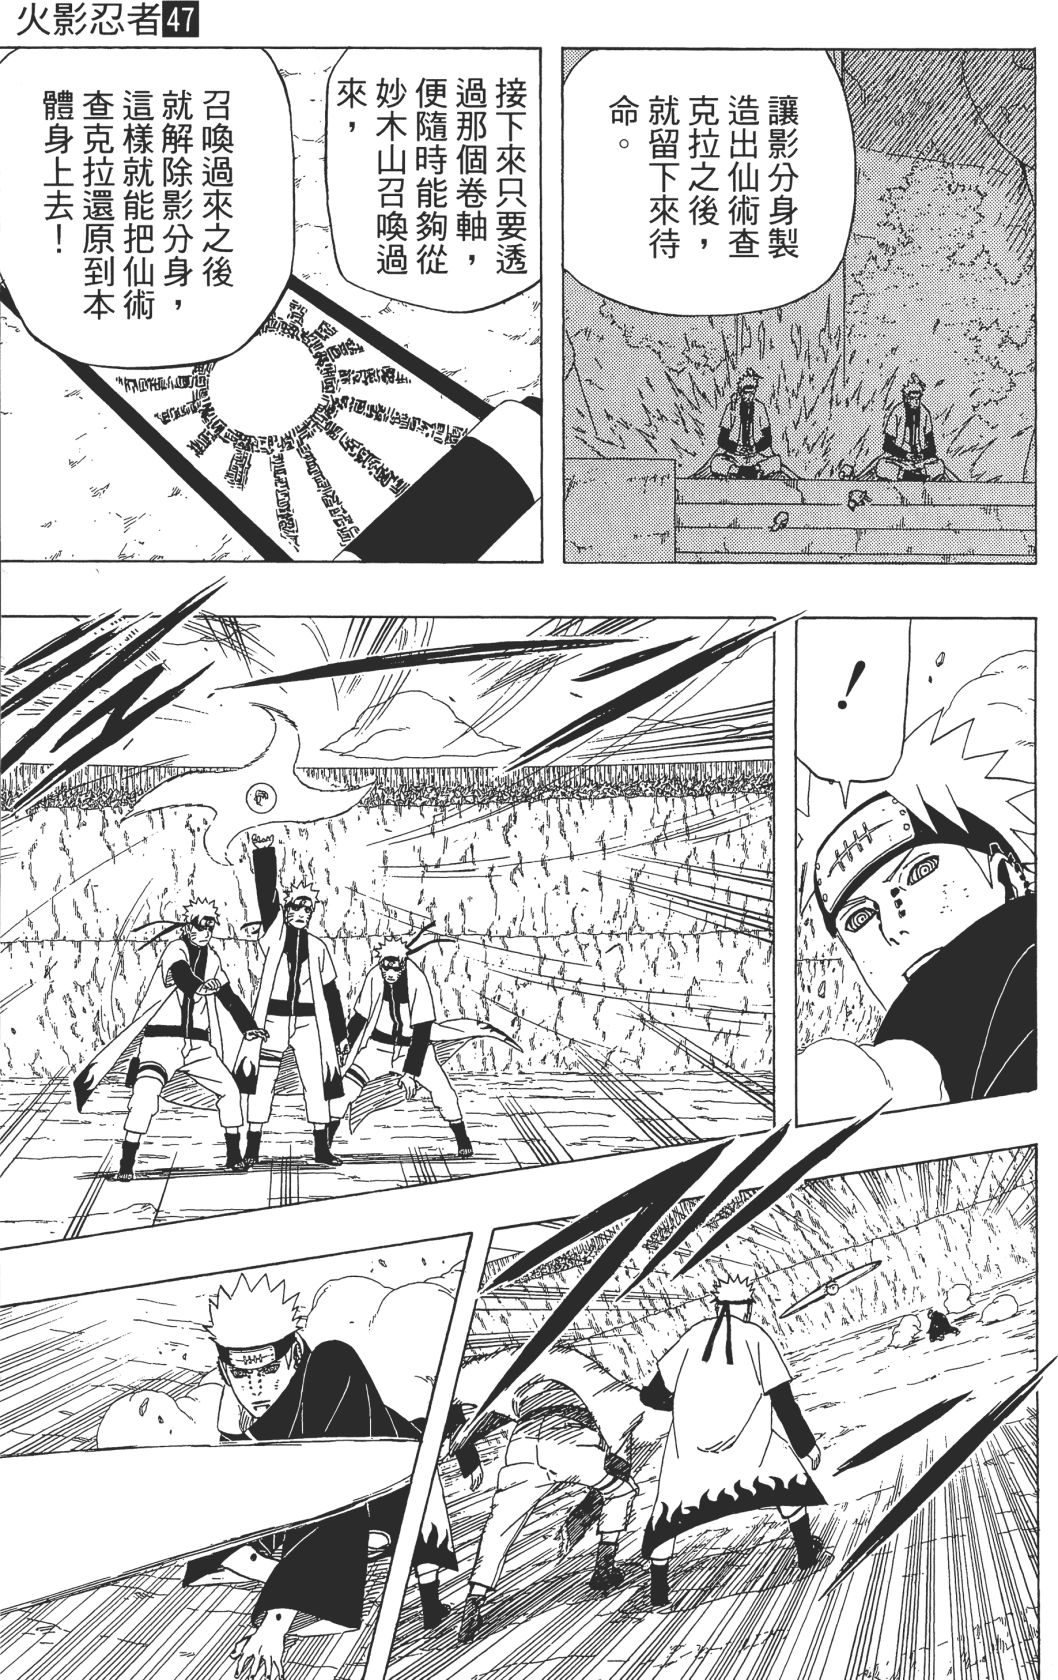 火影忍者47
讓影分身製
造出仙術查
克拉之後，
就留下來待
命。
接下來只要透
過那個卷軸，
便隨時能夠從
妙木山召喚過
來，
召喚過來之後
就解除影分身，
這樣就能把仙術
查克拉還原到本
體身上去！
！